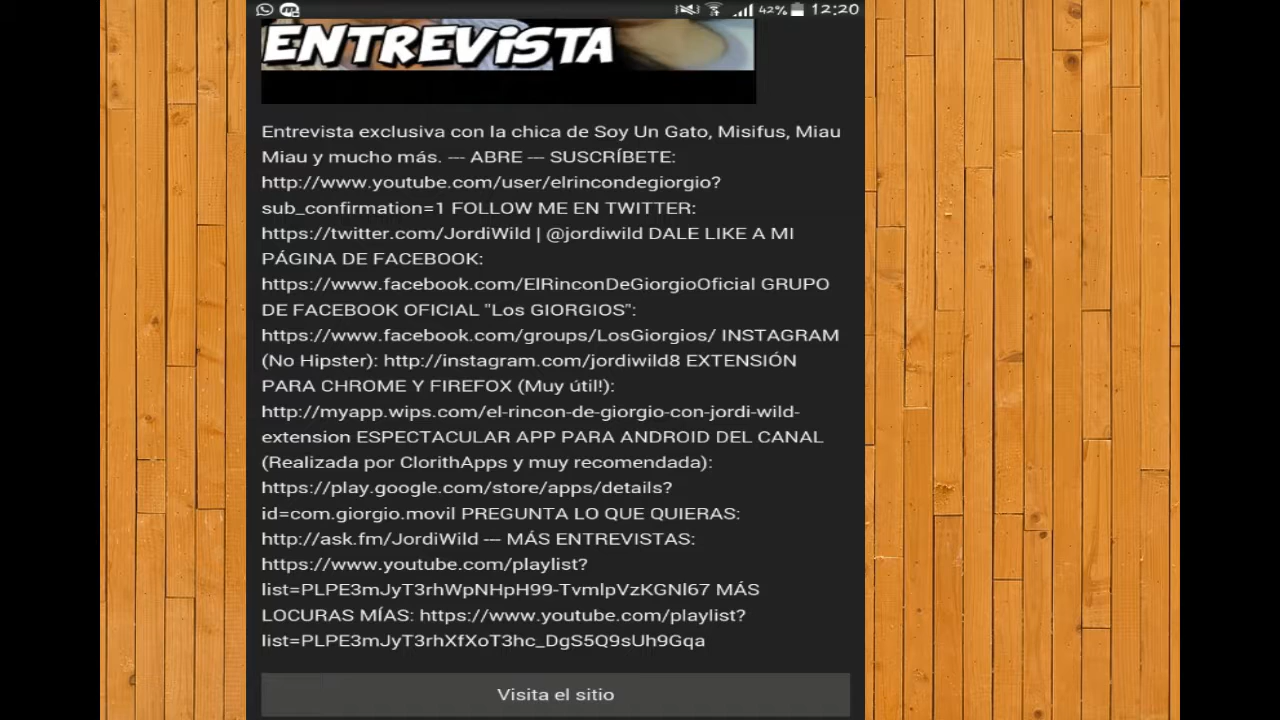 42% 12:20
ENTREViSTA
Entrevista exclusiva con la chica de Soy Un Gato, Misifus, Miau
Miau y mucho más. --- ABRE --- SUSCRÍBETE:
http://www.youtube.com/user/elrincondegiorgio?
sub_confirmation=1 FOLLOW ME EN TWITTER:
https://twitter.com/JordiWild | @jordiwild DALE LIKE A MI
PÁGINA DE FACEBOOK:
https://www.facebook.com/ElRinconDeGiorgioOficial GRUPO
DE FACEBOOK OFICIAL "Los GIORGIOS":
https://www.facebook.com/groups/LosGiorgios/ INSTAGRAM
(No Hipster): http://instagram.com/jordiwild8 EXTENSIÓN
PARA CHROME Y FIREFOX (Muy útil!):
http://myapp.wips.com/el-rincon-de-giorgio-con-jordi-wild-
extension ESPECTACULAR APP PARA ANDROID DEL CANAL
(Realizada por ClorithApps y muy recomendada):
https://play.google.com/store/apps/details?
id=com.giorgio.movil PREGUNTA LO QUE QUIERAS:
http://ask.fm/JordiWild --- MÁS ENTREVISTAS:
https://www.youtube.com/playlist?
list=PLPE3mJyT3rhWpNHpH99-TvmlpVzKGNl67 MÁS
LOCURAS MÍAS: https://www.youtube.com/playlist?
list=PLPE3mJyT3rhXfXoT3hc_DgS5Q9sUh9Gqa
Visita el sitio